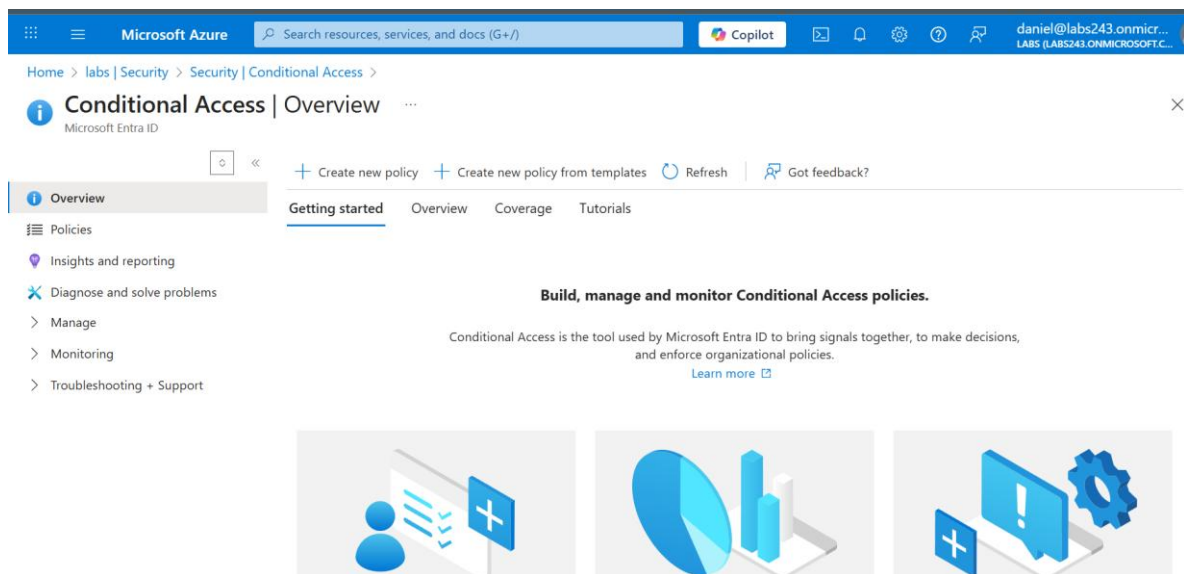 Microsoft Azure
Search resources, services, and docs (G+/)
Copilot
daniel@labs243.onmicr...
LABS (LABS243.ONMICROSOFT.C...
Home > labs | Security > Security | Conditional Access >
Conditional Access | Overview ...
Microsoft Entra ID
Create new policy
Create new policy from templates
Refresh
Got feedback?
Overview
Policies
Insights and reporting
Diagnose and solve problems
Manage
Monitoring
Troubleshooting + Support
Getting started
Overview
Coverage
Tutorials
Build, manage and monitor Conditional Access policies.
Conditional Access is the tool used by Microsoft Entra ID to bring signals together, to make decisions,
and enforce organizational policies.
Learn more